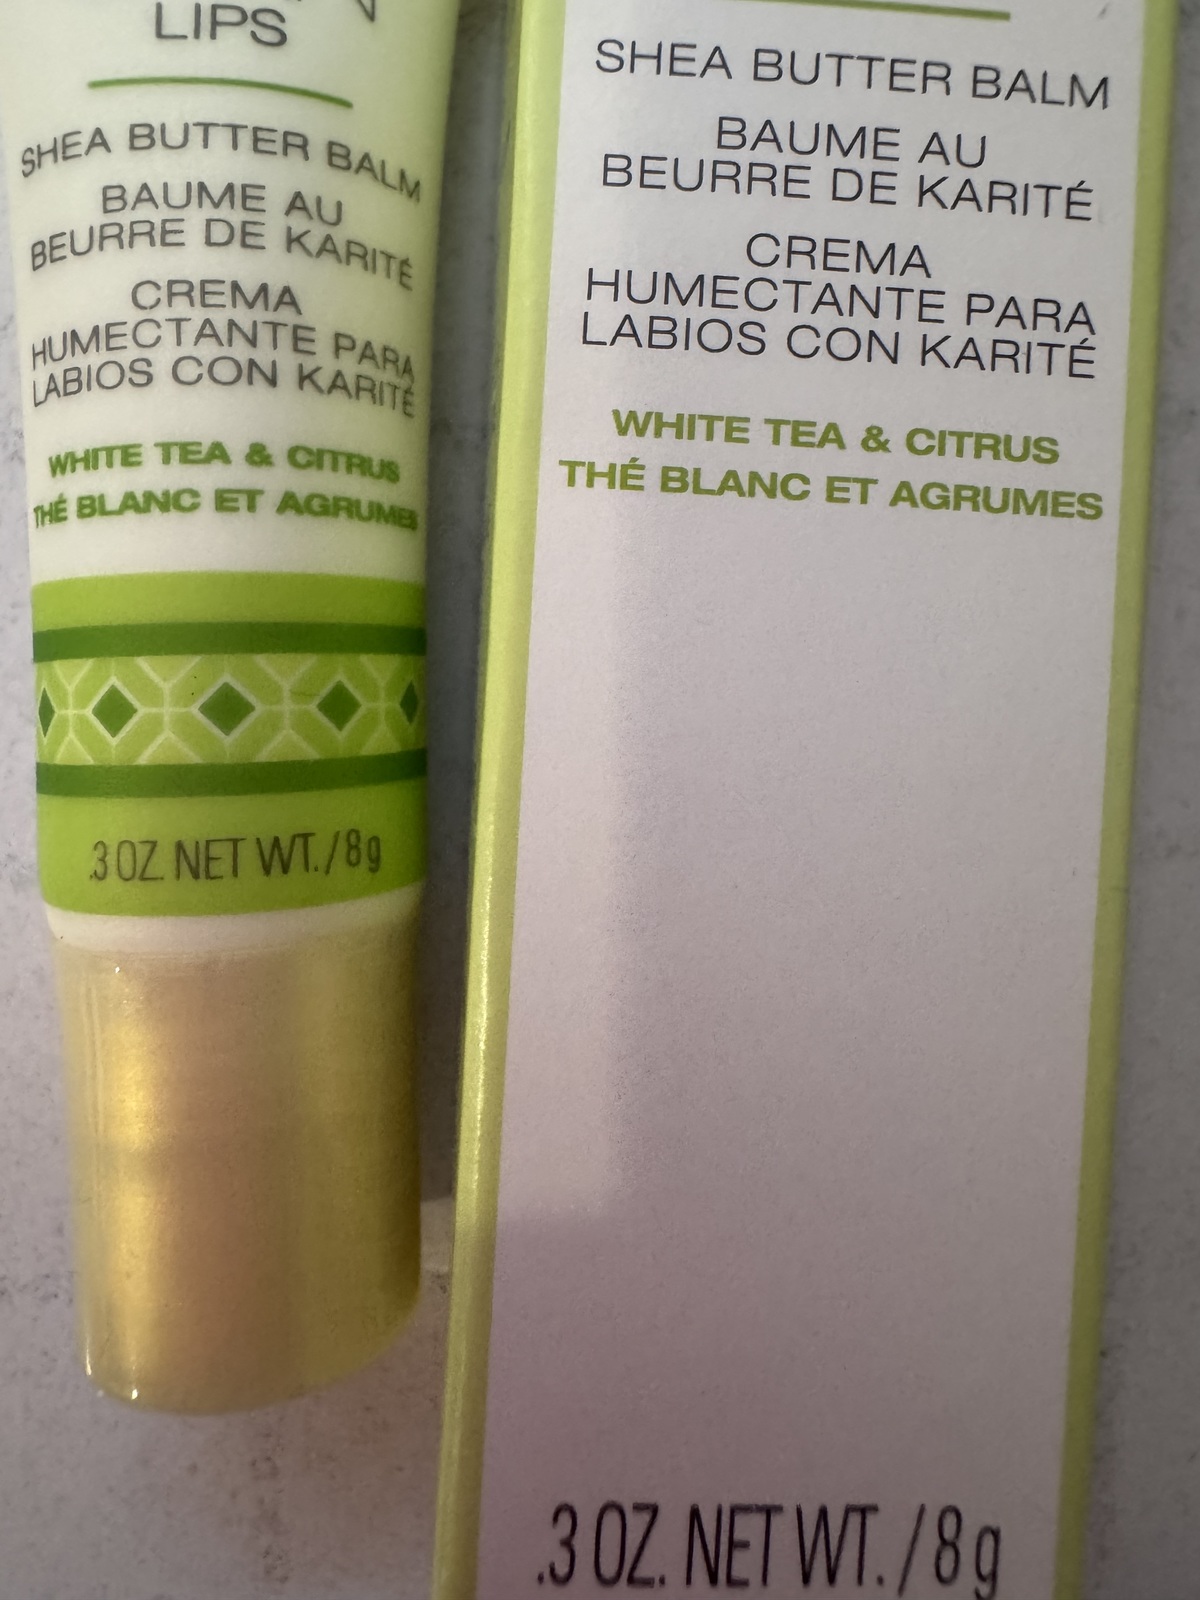 LIPS
SHEA BUTTER BALM
BAUME AU
BEURRE DE KARITÉ
CREMA
HUMECTANTE PARA
LABIOS CON KARITÉ
WHITE TEA & CITRUS
THÉ BLANC ET AGRUMES
.3 OZ. NET WT./8g
SHEA BUTTER BALM
BAUME AU
BEURRE DE KARITÉ
CREMA
HUMECTANTE PARA
LABIOS CON KARITÉ
WHITE TEA & CITRUS
THÉ BLANC ET AGRUMES
.3 OZ. NET WT./8g